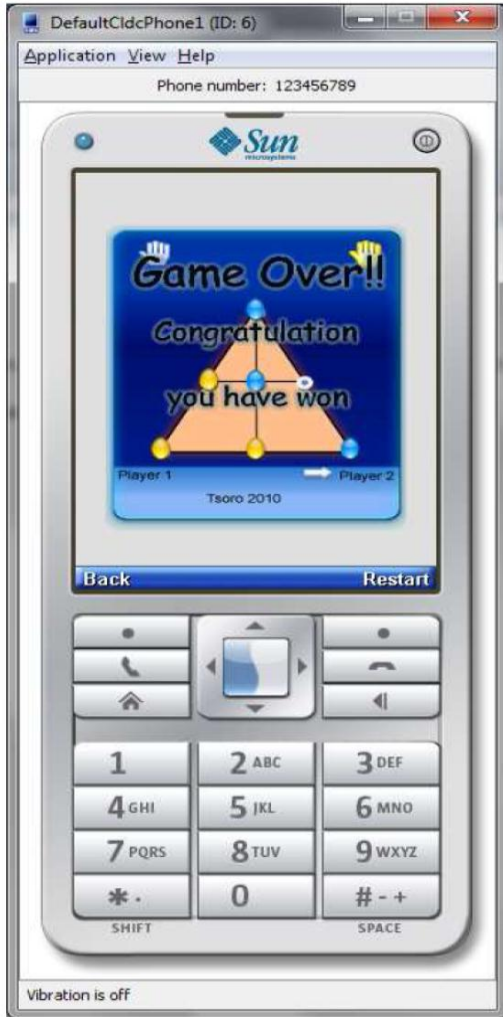 DefaultCldcPhone1 (ID: 6)
Application View Help
Phone number: 123456789
Sun
microsystems
Game Over!!
Congratulation
you have won
Player 1
Player 2
Tsoro 2010
Back
Restart
1
2 ABC
3 DEF
4 GHI
5 JKL
6 MNO
7 PQRS
8 TUV
9 WXYZ
* .
0
# - +
SHIFT
SPACE
Vibration is off